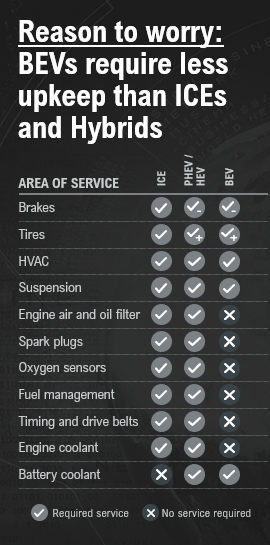 Reason to worry:
BEVs require less
upkeep than ICEs
and Hybrids
AREA OF SERVICE ICE PHEV / HEV BEV
Brakes
Tires
HVAC
Suspension
Engine air and oil filter
Spark plugs
Oxygen sensors
Fuel management
Timing and drive belts
Engine coolant
Battery coolant
Required service No service required